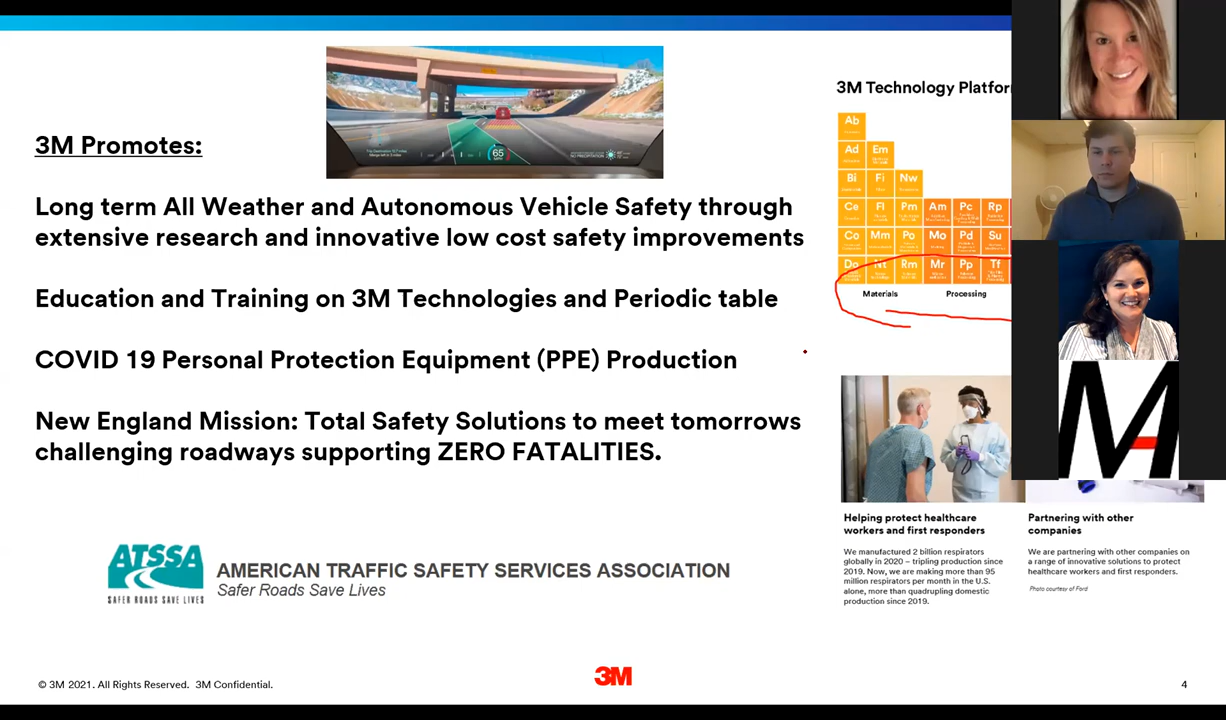 3M Promotes:
Long term All Weather and Autonomous Vehicle Safety through
extensive research and innovative low cost safety improvements
Education and Training on 3M Technologies and Periodic table
COVID 19 Personal Protection Equipment (PPE) Production
New England Mission: Total Safety Solutions to meet tomorrows
challenging roadways supporting ZERO FATALITIES.
65
MPH
3M Technology Platfor
Ab
Ad Em
Bi Fi Nw
Ce Fl Pm Am Pc Rp
Co Mm Po Mo Pd Su
Do Nt Rm Mr Pp Tf
Materials Processing
Helping protect healthcare
workers and first responders
We manufactured 2 billion respirators
globally in 2020 – tripling production since
2019. Now, we are making more than 95
million respirators per month in the U.S.
alone, more than quadrupling domestic
production since 2019.
Partnering with other
companies
We are partnering with other companies on
a range of innovative solutions to protect
healthcare workers and first responders.
Photo courtesy of Ford
ATSSA
SAFER ROADS SAVE LIVES
AMERICAN TRAFFIC SAFETY SERVICES ASSOCIATION
Safer Roads Save Lives
© 3M 2021. All Rights Reserved. 3M Confidential.
3M
4